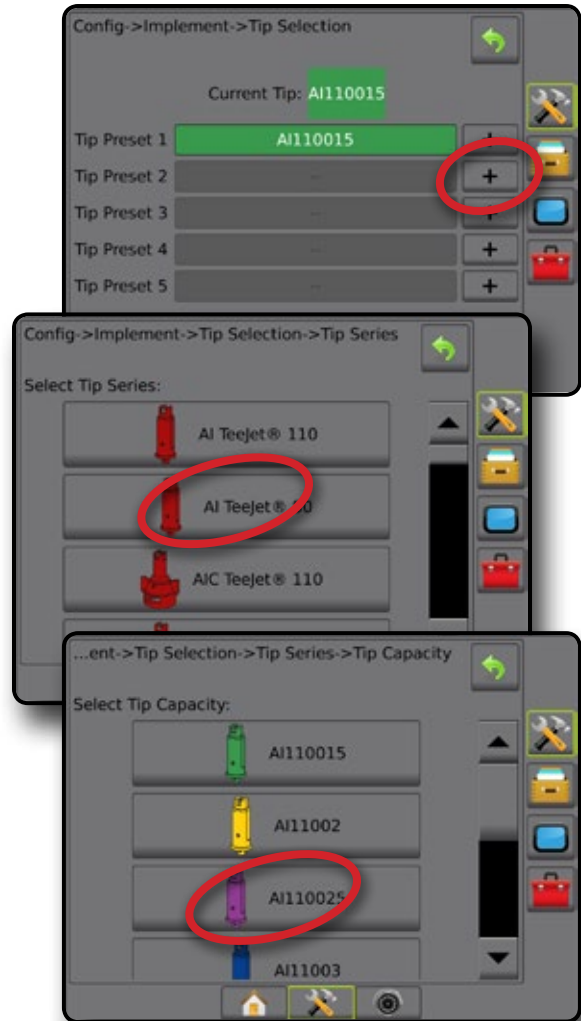 Config->Implement->Tip Selection
Current Tip: AI110015
Tip Preset 1 AI110015 +
Tip Preset 2 -- +
Tip Preset 3 -- +
Tip Preset 4 -- +
Tip Preset 5 -- +
Config->Implement->Tip Selection->Tip Series
Select Tip Series:
AI TeeJet® 110
AI TeeJet® 80
AIC TeeJet® 110
...ent->Tip Selection->Tip Series->Tip Capacity
Select Tip Capacity:
AI110015
AI11002
AI110025
AI11003